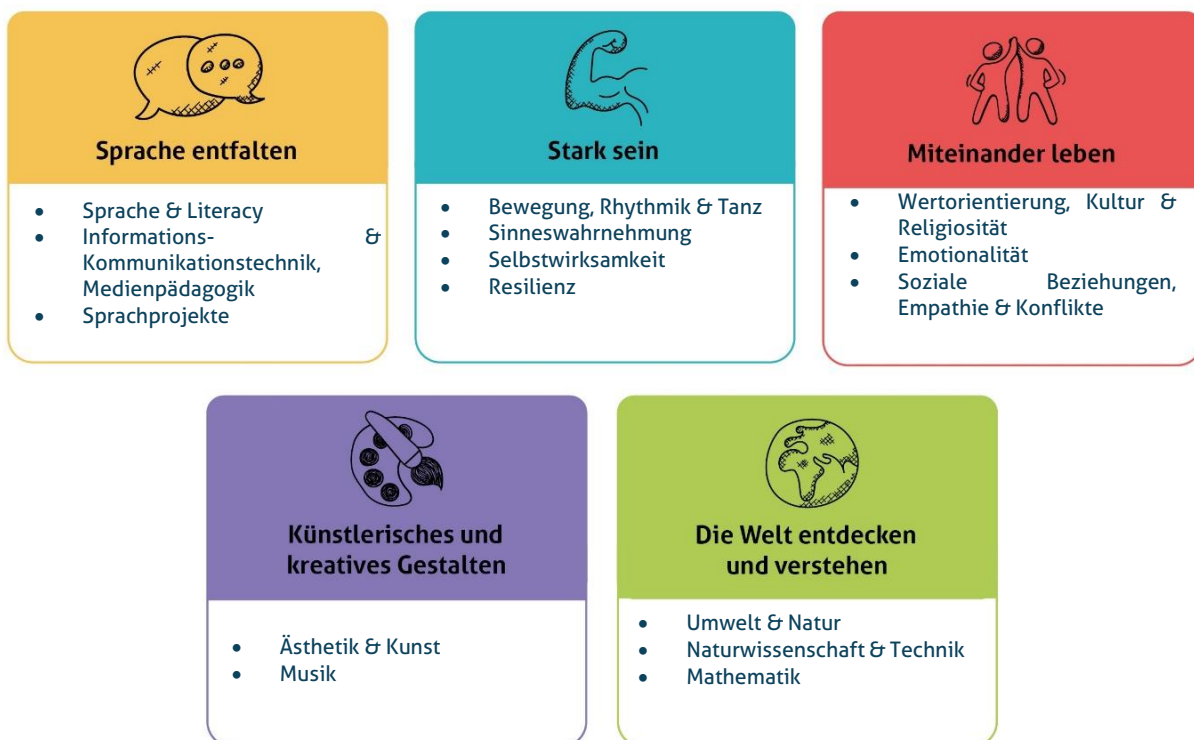 Sprache entfalten
• Sprache & Literacy
• Informations- &
Kommunikationstechnik,
Medienpädagogik
• Sprachprojekte
Stark sein
• Bewegung, Rhythmik & Tanz
• Sinneswahrnehmung
• Selbstwirksamkeit
• Resilienz
Miteinander leben
• Wertorientierung, Kultur &
Religiosität
• Emotionalität
• Soziale Beziehungen,
Empathie & Konflikte
Künstlerisches und
kreatives Gestalten
• Ästhetik & Kunst
• Musik
Die Welt entdecken
und verstehen
• Umwelt & Natur
• Naturwissenschaft & Technik
• Mathematik